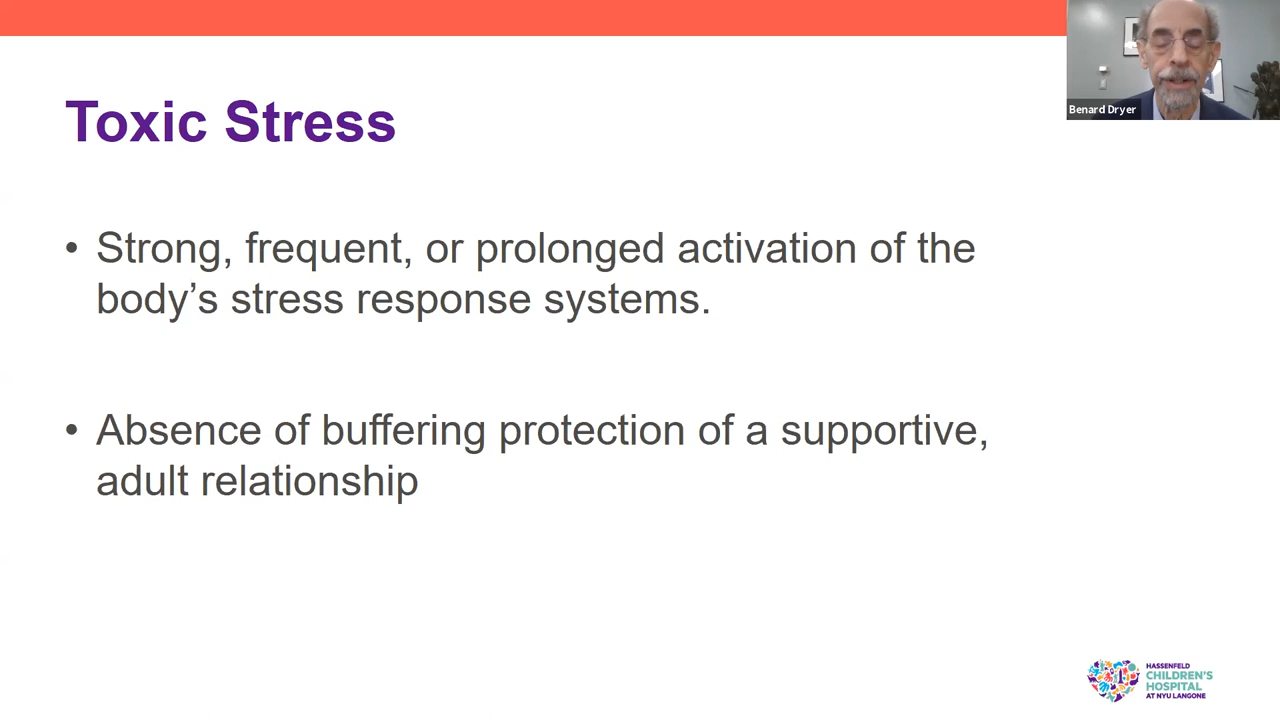 Benard Dryer
Toxic Stress
• Strong, frequent, or prolonged activation of the
body’s stress response systems.
• Absence of buffering protection of a supportive,
adult relationship
HASSENFELD
CHILDREN'S
HOSPITAL
AT NYU LANGONE